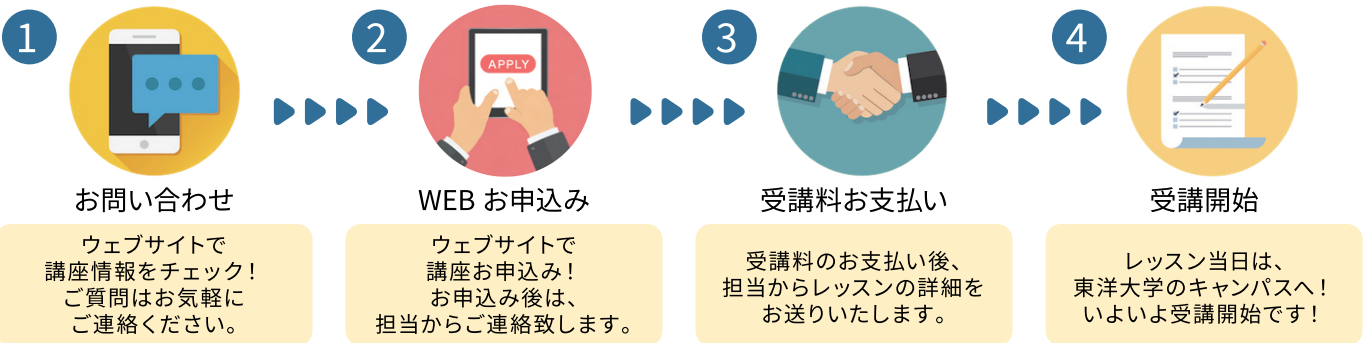 1
お問い合わせ
ウェブサイトで
講座情報をチェック！
ご質問はお気軽に
ご連絡ください。
2
APPLY
WEB お申込み
ウェブサイトで
講座お申込み！
お申込み後は、
担当からご連絡致します。
3
受講料お支払い
受講料のお支払い後、
担当からレッスンの詳細を
お送りいたします。
4
受講開始
レッスン当日は、
東洋大学のキャンパスへ！
いよいよ受講開始です！